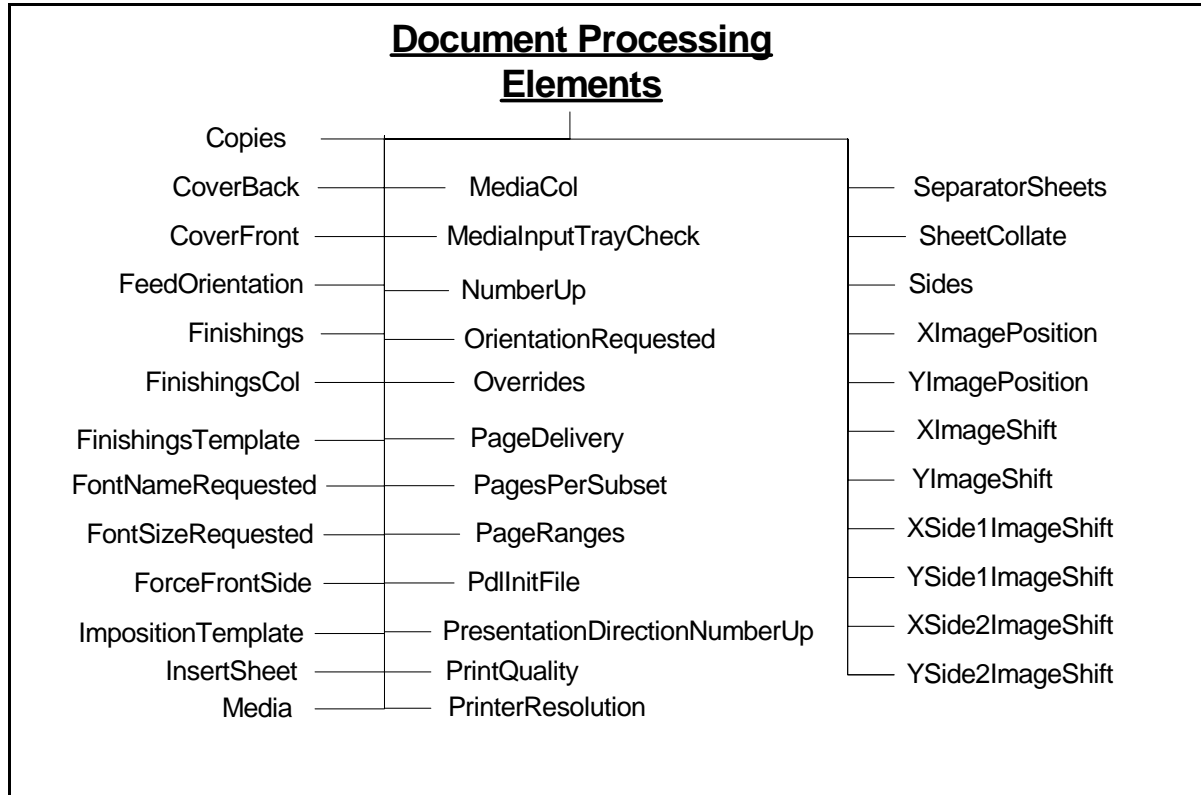 Document Processing
Elements
Copies
CoverBack
CoverFront
FeedOrientation
Finishings
FinishingsCol
FinishingsTemplate
FontNameRequested
FontSizeRequested
ForceFrontSide
ImpositionTemplate
InsertSheet
Media
MediaCol
MediaInputTrayCheck
NumberUp
OrientationRequested
Overrides
PageDelivery
PagesPerSubset
PageRanges
PdlInitFile
PresentationDirectionNumberUp
PrintQuality
PrinterResolution
SeparatorSheets
SheetCollate
Sides
XImagePosition
YImagePosition
XImageShift
YImageShift
XSide1ImageShift
YSide1ImageShift
XSide2ImageShift
YSide2ImageShift